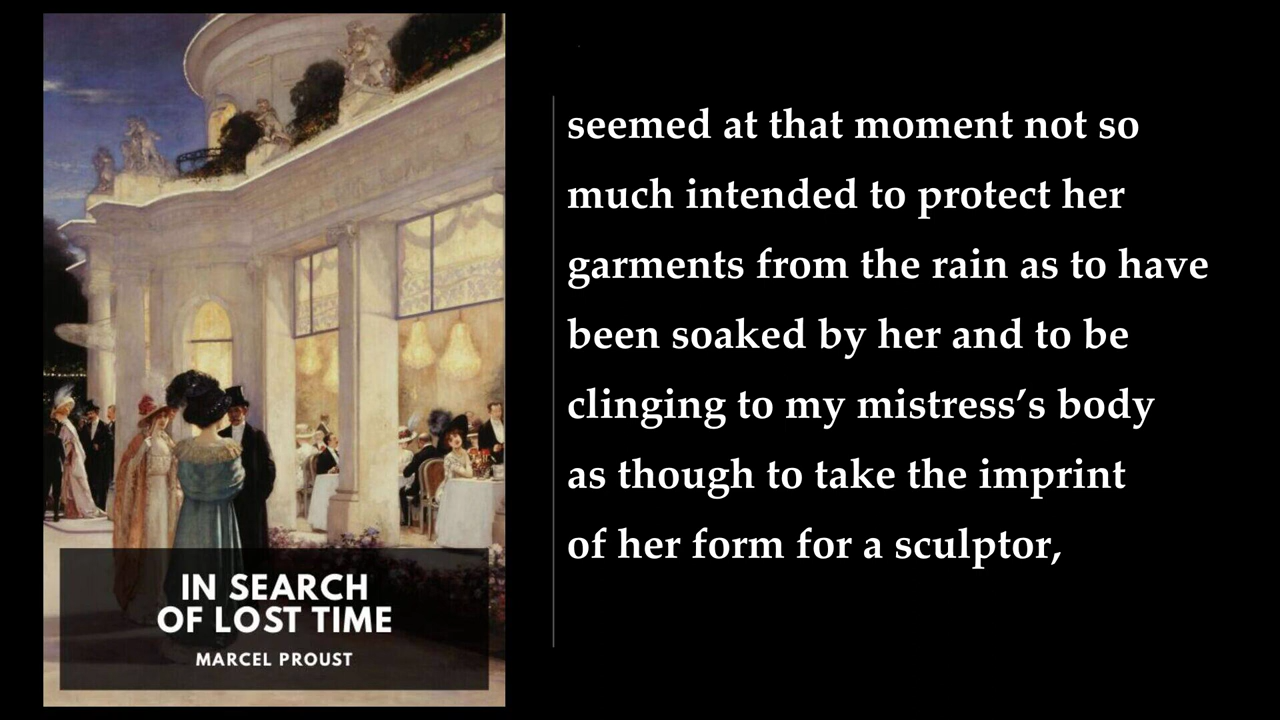 IN SEARCH
OF LOST TIME
MARCEL PROUST
seemed at that moment not so
much intended to protect her
garments from the rain as to have
been soaked by her and to be
clinging to my mistress’s body
as though to take the imprint
of her form for a sculptor,